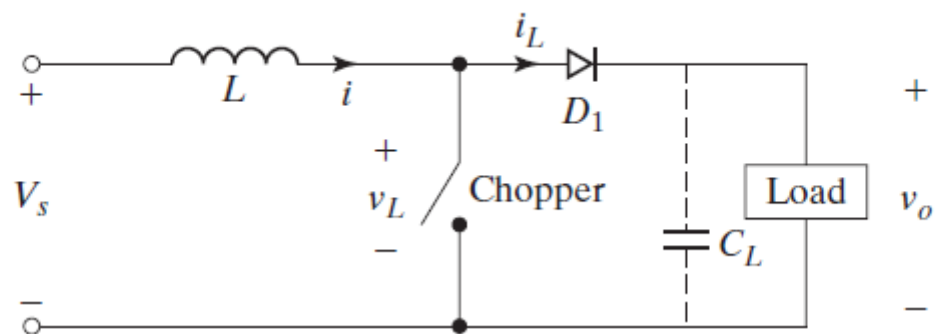 i_L
+
L
i
D_1
+
+
V_s
v_L
Chopper
Load
v_o
−
C_L
−
−